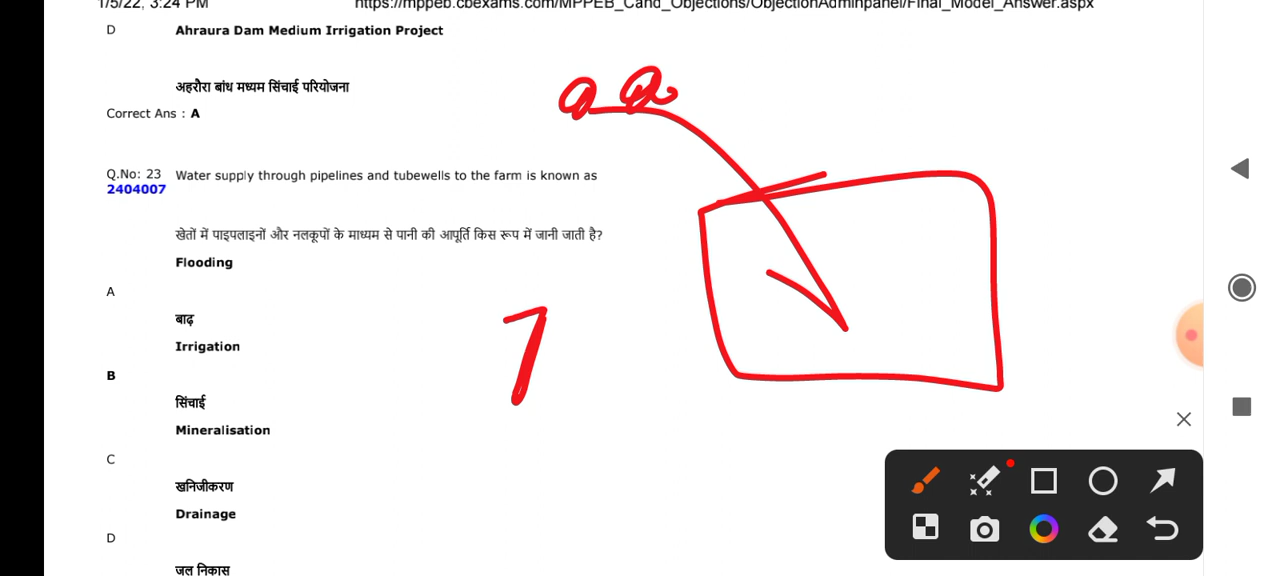 1/5/22, 3:24 PM https://mppeb.cbexams.com/MPPEB_Cand_Objections/ObjectionAdminpanel/Final_Model_Answer.aspx
D Ahraura Dam Medium Irrigation Project
अहरौरा बांध मध्यम सिंचाई परियोजना
Correct Ans : A
Q.No: 23 Water supply through pipelines and tubewells to the farm is known as
2404007
खेतों में पाइपलाइनों और नलकूपों के माध्यम से पानी की आपूर्ति किस रूप में जानी जाती है?
Flooding
A
बाढ़
Irrigation
B
सिंचाई
Mineralisation
C
खनिजीकरण
Drainage
D
जल निकास